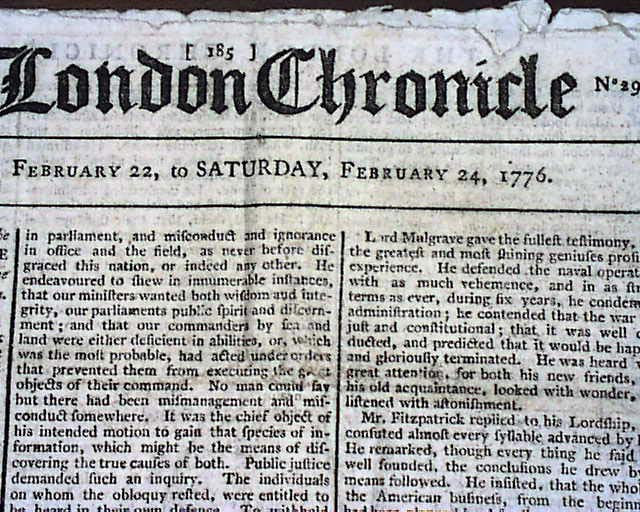 [ 185 ]
London Chronicle
N° 29
FEBRUARY 22, to SATURDAY, FEBRUARY 24, 1776.
in parliament, and miſconduct and ignorance
in office and the field, as never before diſ-
graced this nation, or indeed any other. He
endeavoured to ſhew in innumerable inſtances,
that our miniſters wanted both wiſdom and inte-
grity, our parliaments public ſpirit and diſcern-
ment; and that our commanders by ſea and
land were either deficient in abilities, or, which
was the moſt probable, had acted under orders
that prevented them from executing the great
objects of their command. No man could ſay
but there had been miſmanagement and miſ-
conduct ſomewhere. It was the chief object of
his intended motion to gain that ſpecies of in-
formation, which might be the means of diſ-
covering the true cauſes of both. Public juſtice
demanded ſuch an inquiry. The individuals
on whom the obloquy reſted, were entitled to
be heard in their own defence. To withhold
Lord Mulgrave gave the fulleſt teſtimony,
the greateſt and moſt ſhining geniuſes
experience. He defended the naval
with as much vehemence, and in as
terms as ever, during ſix years, he
adminiſtration; he contended that the war
juſt and conſtitutional; that it was well
ducted, and predicted that it would be
and gloriouſly terminated. He was heard
great attention, for both his new friends,
his old acquaintance, looked with wonder,
liſtened with aſtoniſhment.
Mr. Fitzpatrick replied to his Lordſhip,
confuted almoſt every ſyllable advanced by
He remarked, though every thing he ſaid
well founded, the concluſions he drew
means followed. He inſiſted, that the
the American buſineſs, from the